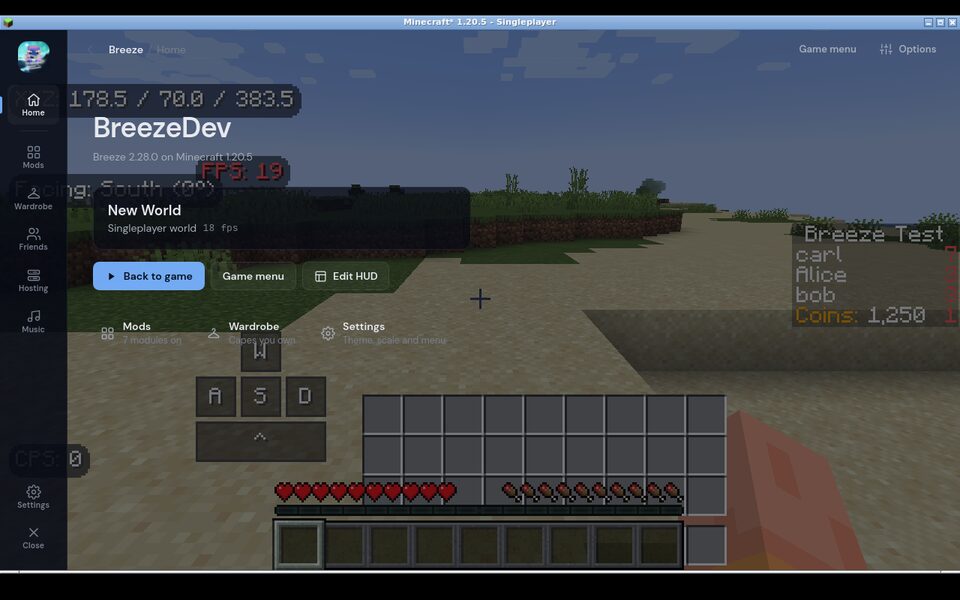 Minecraft* 1.20.5 - Singleplayer
Breeze / Home
Game menu
Options
Home
178.5 / 70.0 / 383.5
BreezeDev
Breeze 2.28.0 on Minecraft 1.20.5
FPS: 19
Mods
Facing: South (0°)
Wardrobe
New World
Singleplayer world 18 fps
Friends
Breeze Test
carl
Alice
bob
Coins: 1,250
Back to game
Game menu
Edit HUD
Hosting
Music
Mods
7 modules on
Wardrobe
Capes you own
Settings
Theme, scale and menu
W
A S D
^
CPS: 0
Settings
Close